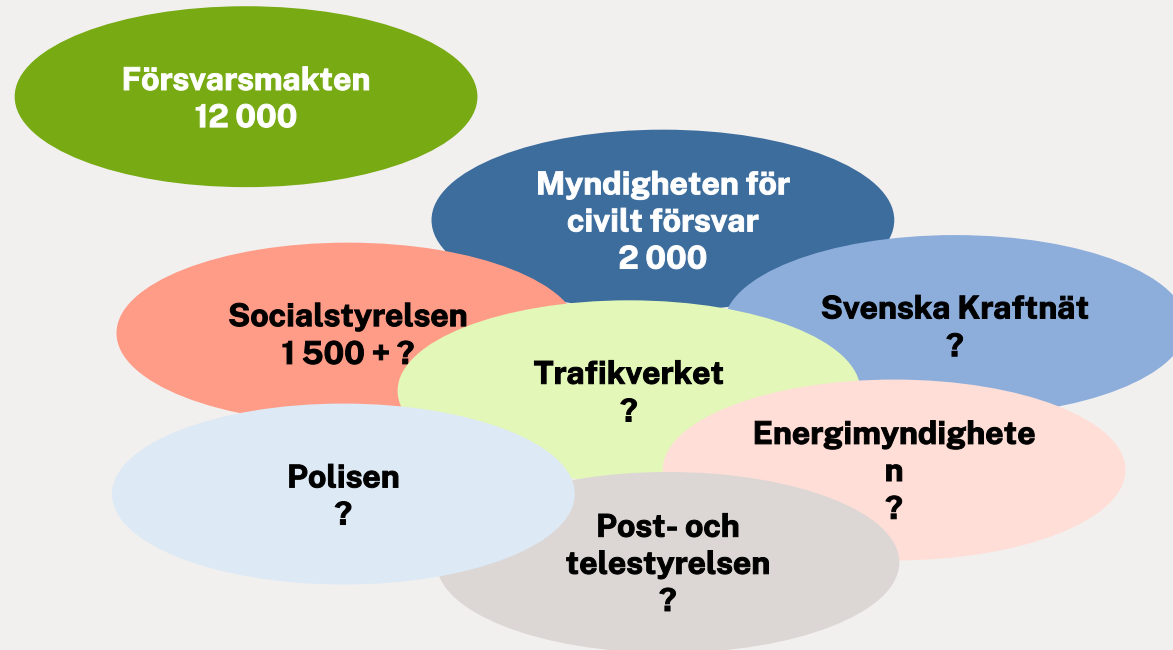 Försvarsmakten
12 000
Myndigheten för
civilt försvar
2 000
Socialstyrelsen
1 500 + ?
Svenska Kraftnät
?
Trafikverket
?
Energimyndighete
n
?
Polisen
?
Post- och
telestyrelsen
?